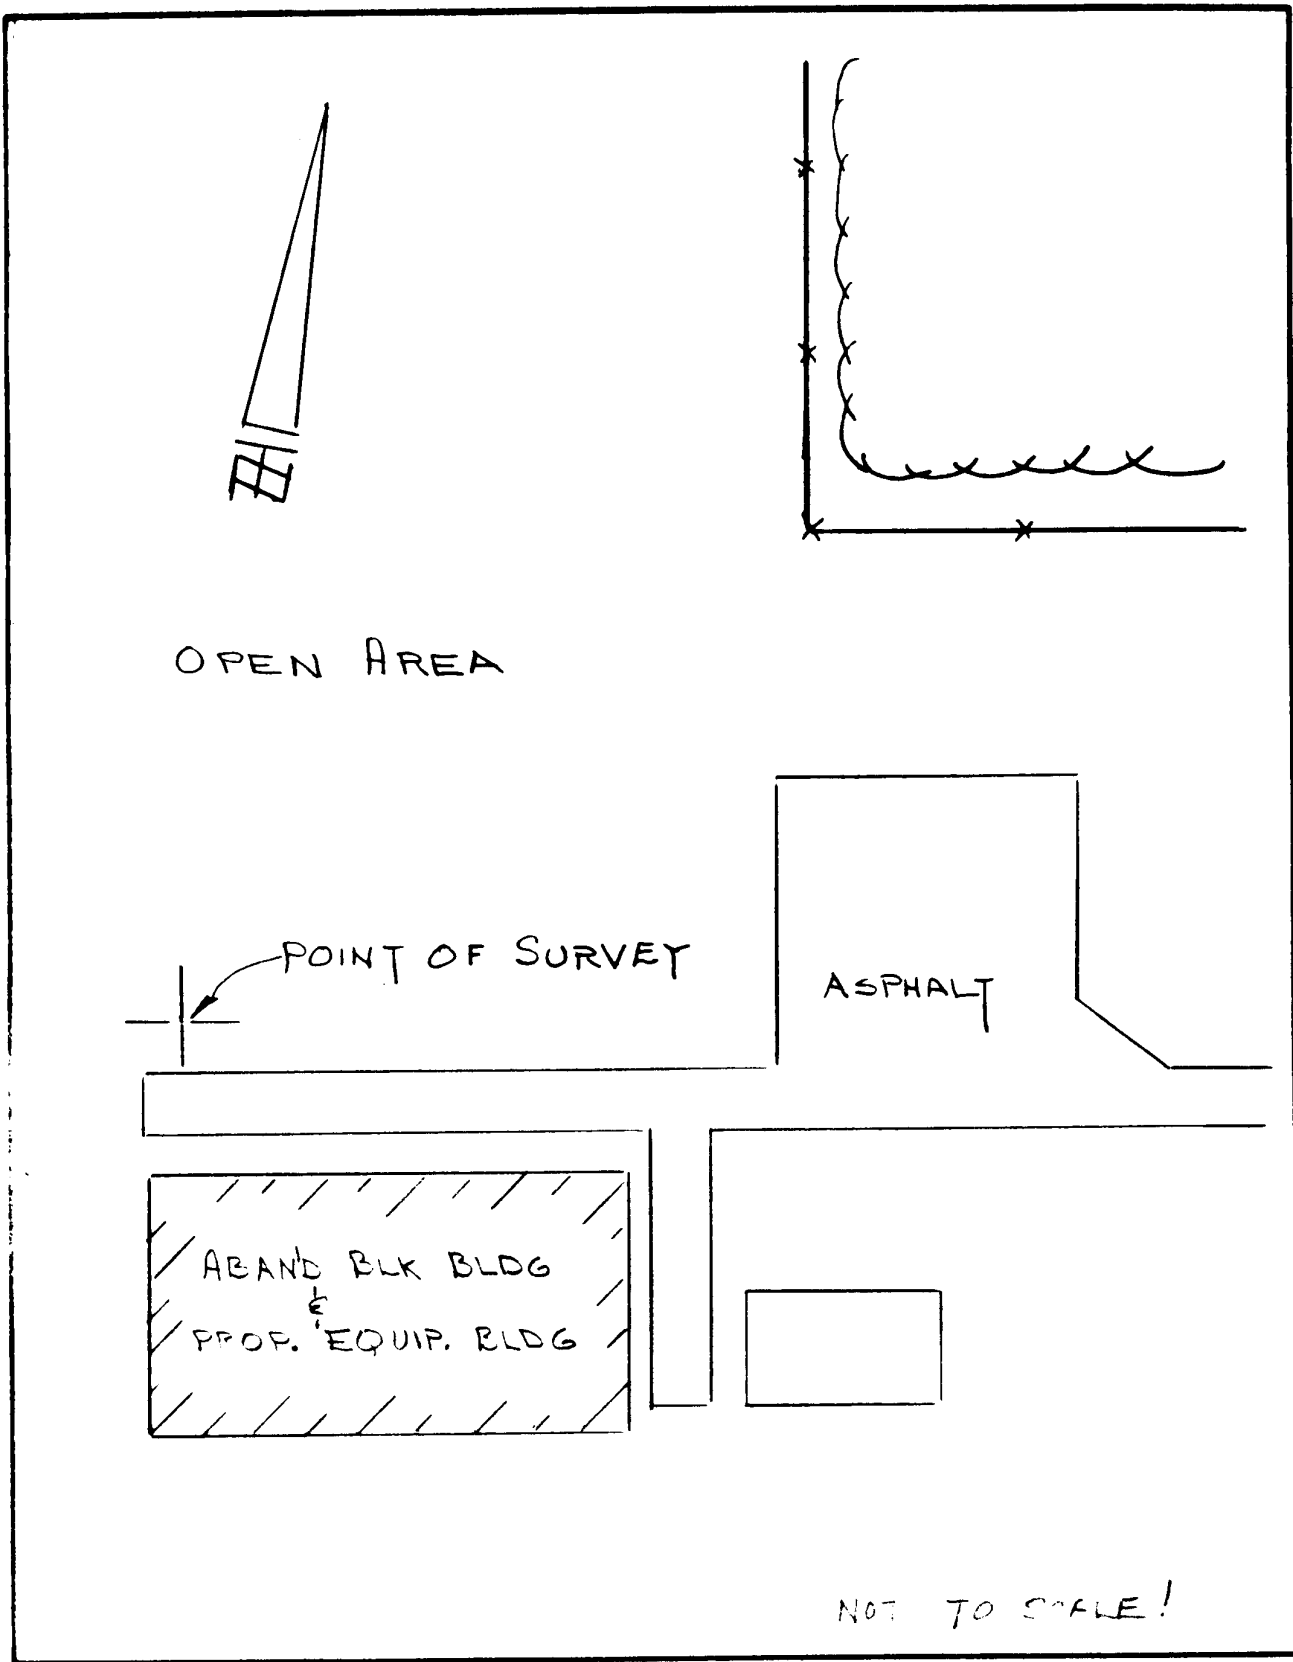 N
OPEN AREA
POINT OF SURVEY
ASPHALT
ABAN'D BLK BLDG
&
PROP. EQUIP. BLDG
NOT TO SCALE!